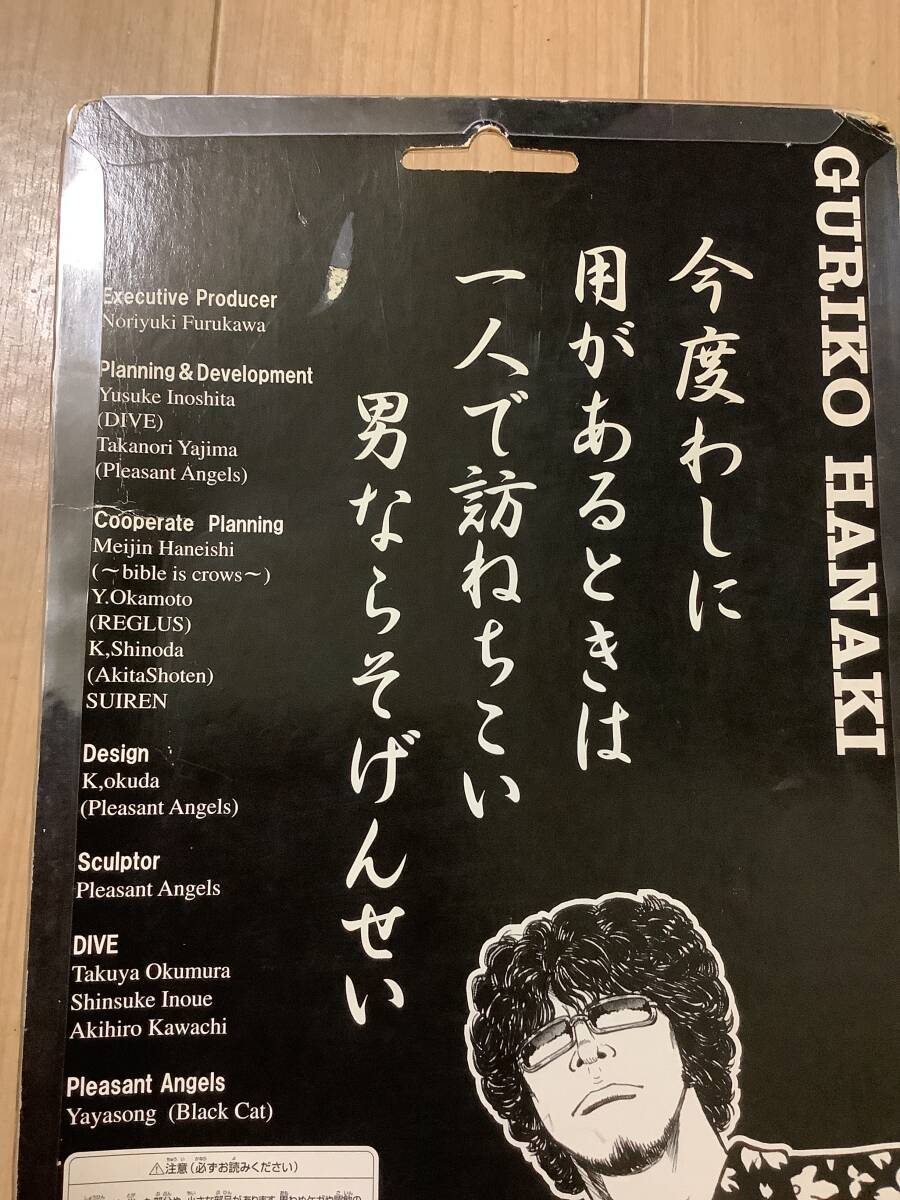 GURIKO HANAKI
今度わしに
用があるときは
一人で訪ねちこい
男ならそげんせい
Executive Producer
Noriyuki Furukawa
Planning & Development
Yusuke Inoshita
(DIVE)
Takanori Yajima
(Pleasant Angels)
Cooperate Planning
Meijin Haneishi
(〜bible is crows〜)
Y.Okamoto
(REGLUS)
K,Shinoda
(AkitaShoten)
SUIREN
Design
K,okuda
(Pleasant Angels)
Sculptor
Pleasant Angels
DIVE
Takuya Okumura
Shinsuke Inoue
Akihiro Kawachi
Pleasant Angels
Yayasong (Black Cat)
⚠注意(必ずお読みください)